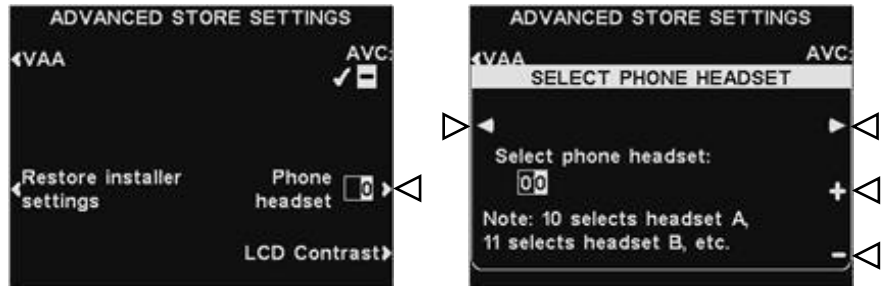 ADVANCED STORE SETTINGS
VAA
AVC:
Restore installer
settings
Phone
headset 0
LCD Contrast
ADVANCED STORE SETTINGS
VAA
AVC:
SELECT PHONE HEADSET
Select phone headset:
00
Note: 10 selects headset A,
11 selects headset B, etc.